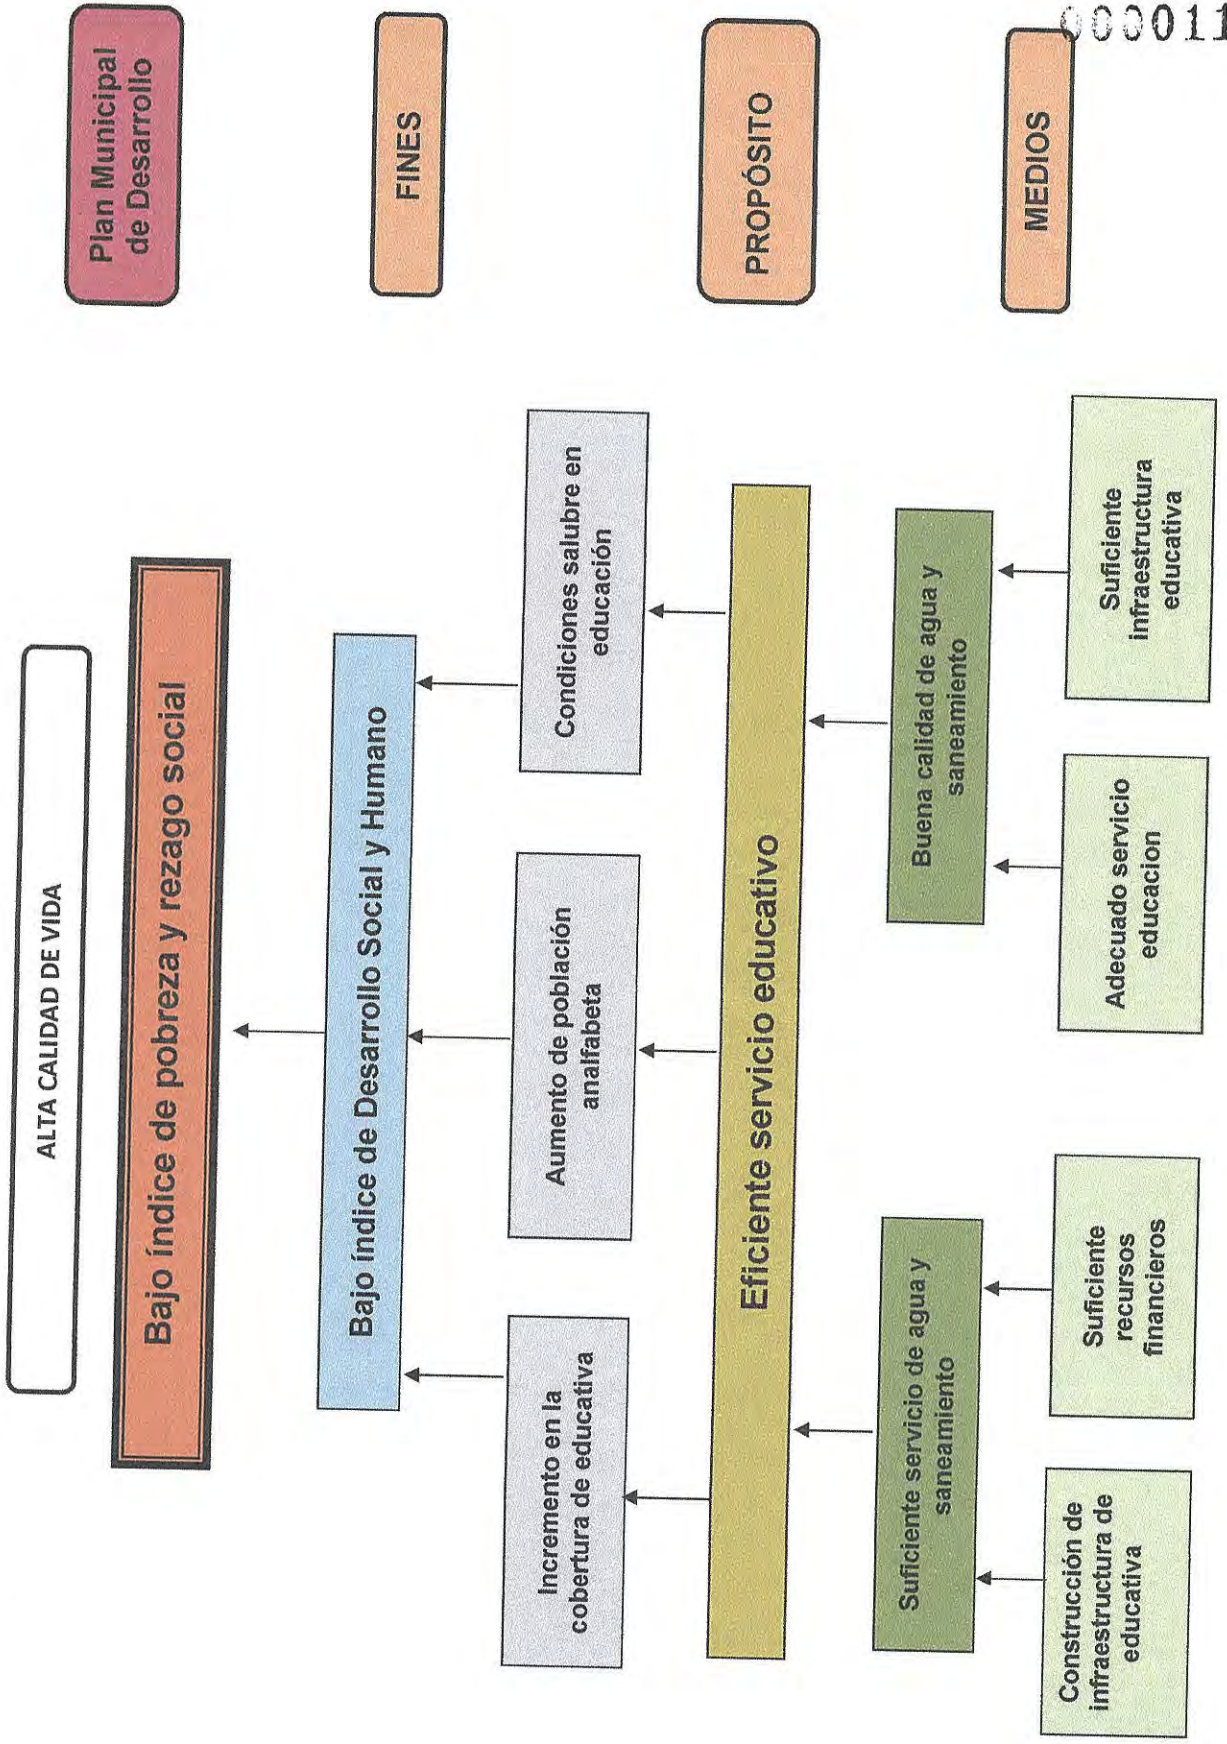 000011
ALTA CALIDAD DE VIDA
Plan Municipal
de Desarrollo
Bajo índice de pobreza y rezago social
FINES
Bajo índice de Desarrollo Social y Humano
Incremento en la
cobertura de educativa
Aumento de población
analfabeta
Condiciones salubre en
educación
PROPÓSITO
Eficiente servicio educativo
MEDIOS
Suficiente servicio de agua y
saneamiento
Buena calidad de agua y
saneamiento
Construcción de
infraestructura de
educativa
Suficiente
recursos
financieros
Adecuado servicio
educacion
Suficiente
infraestructura
educativa